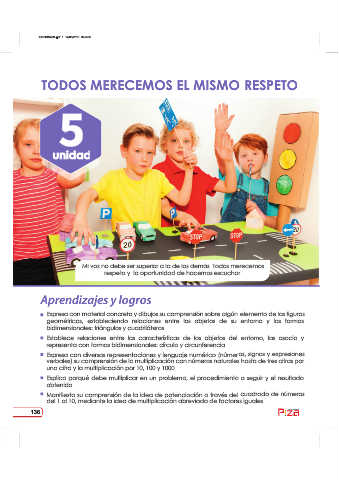 TODOS MERECEMOS EL MISMO RESPETO
5
unidad
P
P
20
STOP
STOP
20
Mi voz no debe ser superior a la de los demás. Todos merecemos
respeto y la oportunidad de hacernos escuchar
Aprendizajes y logros
Expresa con material concreto y dibujos su comprensión sobre algún elemento de las figuras
geométricas, estableciendo relaciones entre los objetos de su entorno y las formas
bidimensionales: triángulos y cuadriláteros
Establece relaciones entre las características de los objetos del entorno, los asocia y
representa con formas bidimensionales: círculo y circunferencia
Expresa con diversas representaciones y lenguaje numérico (números, signos y expresiones
verbales) su comprensión de la multiplicación con números naturales hasta de tres cifras por
una cifra y la multiplicación por 10, 100 y 1000
Explica porqué debe multiplicar en un problema, el procedimiento a seguir y el resultado
obtenido
Manifiesta su comprensión de la idea de potenciación a través del cuadrado de números
del 1 al 10, mediante la idea de multiplicación abreviada de factores iguales
136